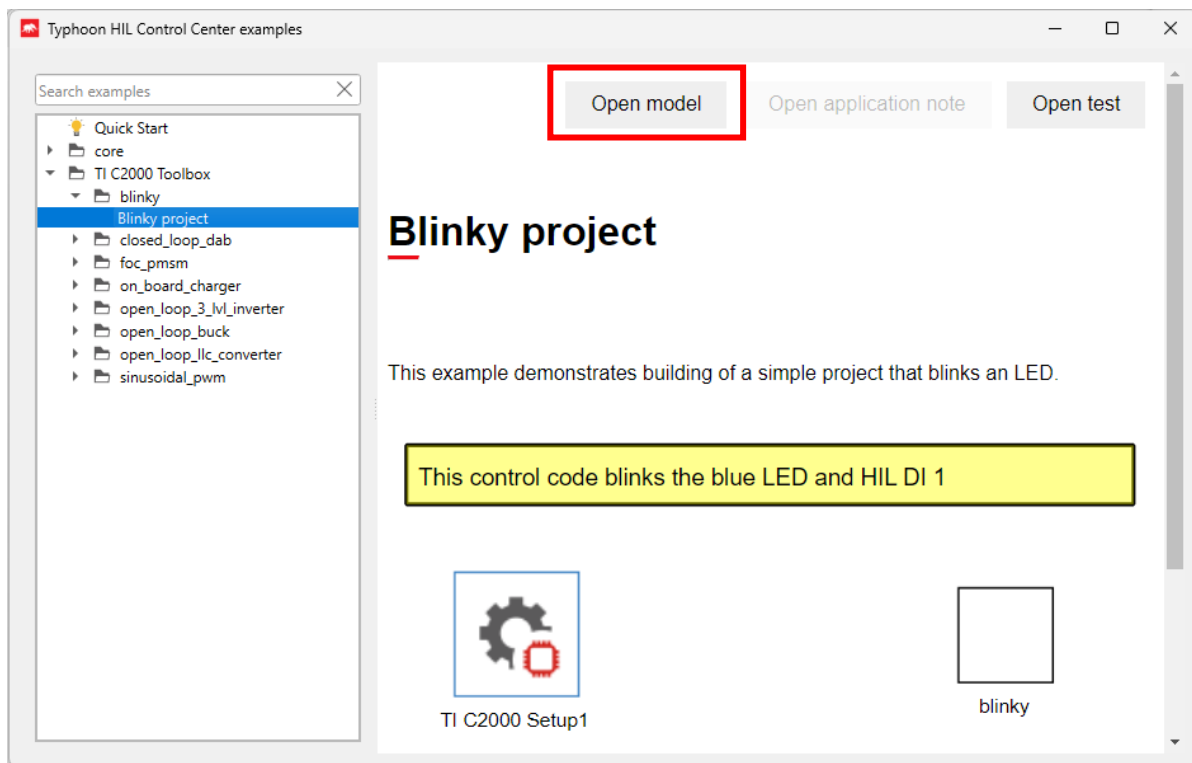 Typhoon HIL Control Center examples
Search examples
Quick Start
core
TI C2000 Toolbox
blinky
Blinky project
closed_loop_dab
foc_pmsm
on_board_charger
open_loop_3_lvl_inverter
open_loop_buck
open_loop_llc_converter
sinusoidal_pwm
Open model Open application note Open test
Blinky project
This example demonstrates building of a simple project that blinks an LED.
This control code blinks the blue LED and HIL DI 1
TI C2000 Setup1
blinky